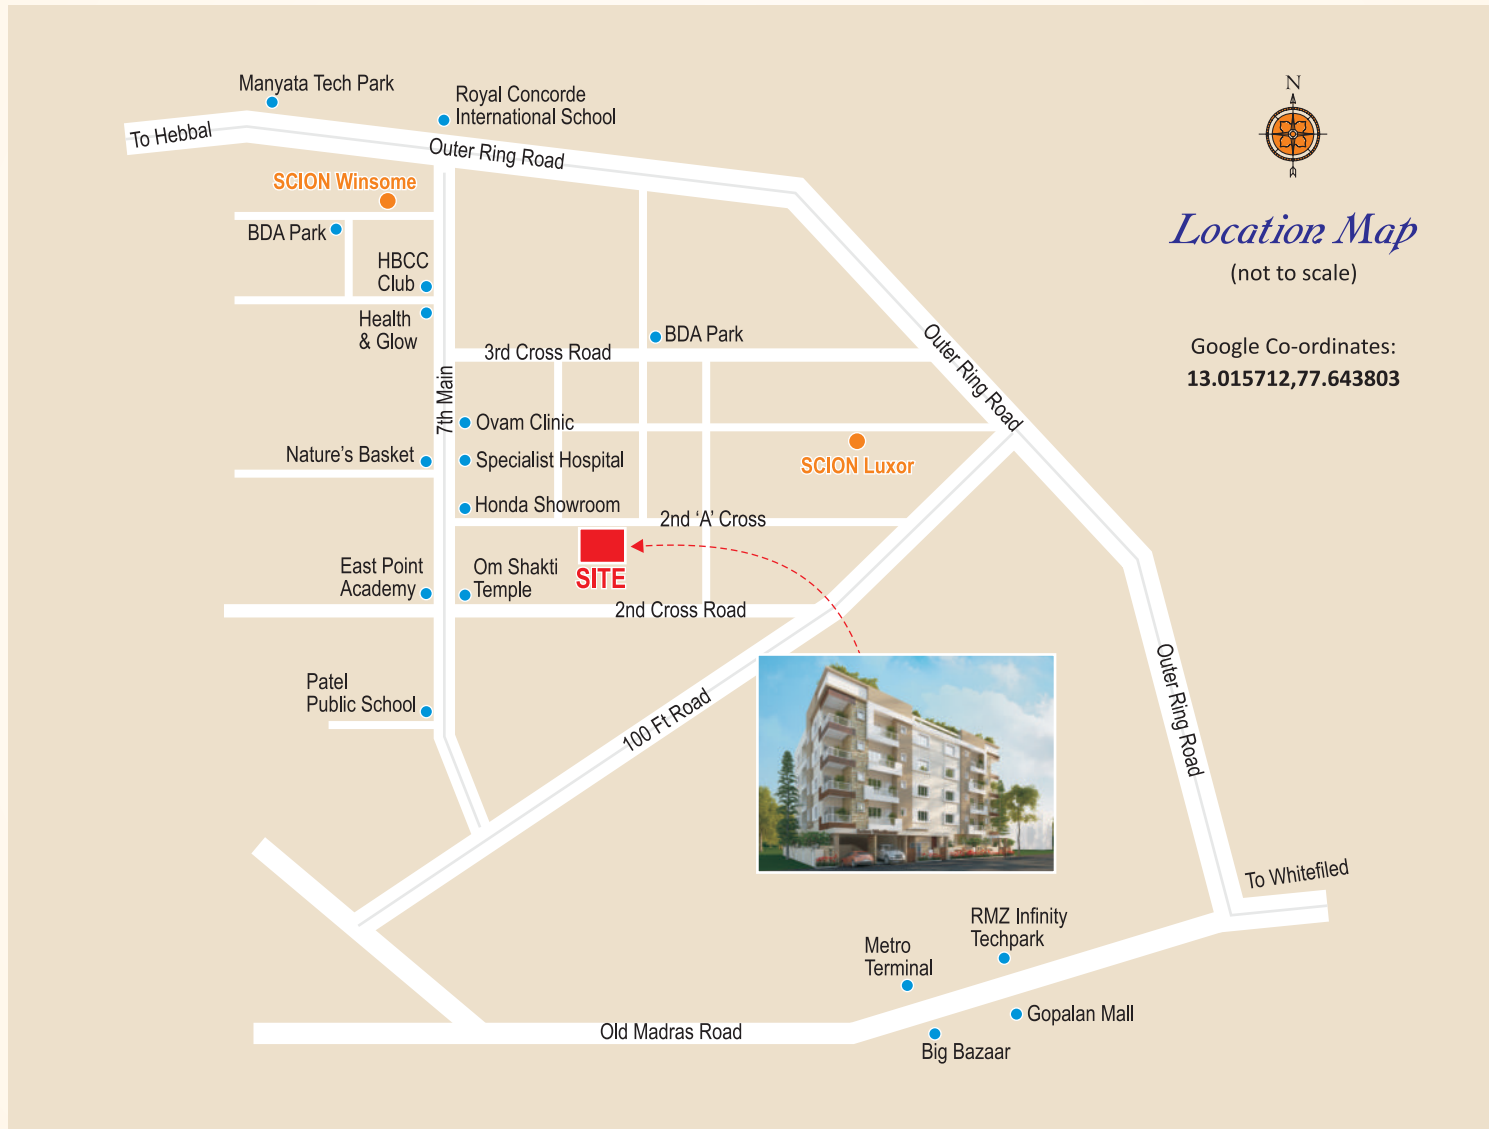 Manyata Tech Park
Royal Concorde
International School
N
To Hebbal
Outer Ring Road
SCION Winsome
Location Map
BDA Park
(not to scale)
HBCC
Club
Health
& Glow
BDA Park
Outer Ring Road
Google Co-ordinates:
3rd Cross Road
13.015712,77.643803
7th Main
Ovam Clinic
Nature's Basket
Specialist Hospital
SCION Luxor
Honda Showroom
2nd 'A' Cross
East Point
Academy
Om Shakti
Temple
SITE
2nd Cross Road
Outer Ring Road
Patel
Public School
100 Ft Road
To Whitefiled
RMZ Infinity
Techpark
Metro
Terminal
Gopalan Mall
Old Madras Road
Big Bazaar